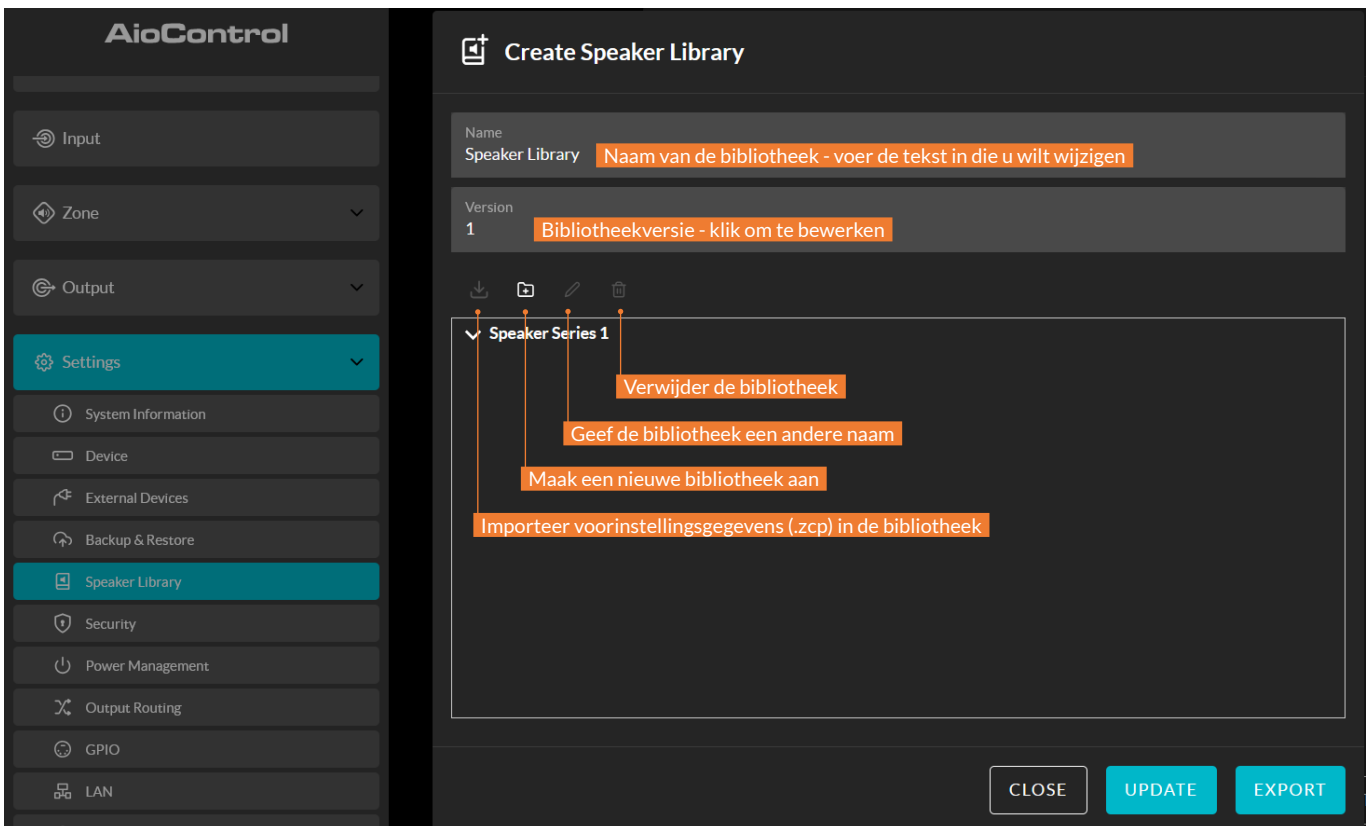 AioControl
Input
Zone
Output
Settings
System Information
Device
External Devices
Backup & Restore
Speaker Library
Security
Power Management
Output Routing
GPIO
LAN
Create Speaker Library
Name
Speaker Library
Naam van de bibliotheek - voer de tekst in die u wilt wijzigen
Version
1
Bibliotheekversie - klik om te bewerken
Speaker Series 1
Verwijder de bibliotheek
Geef de bibliotheek een andere naam
Maak een nieuwe bibliotheek aan
Importeer voorinstellingsgegevens (.zcp) in de bibliotheek
CLOSE
UPDATE
EXPORT